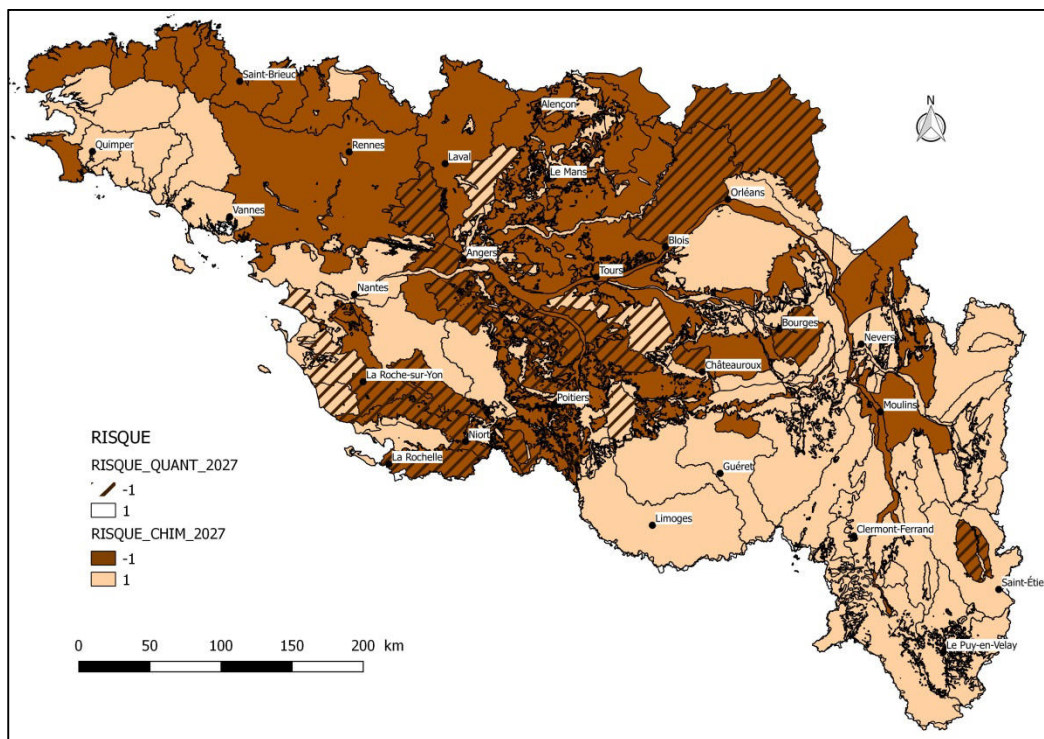 Saint-Brieuc
Alençon
N
Quimper
Rennes
Laval
Le Mans
Orléans
Vannes
Blois
Angers
Tours
Nantes
Bourges
Nevers
Châteauroux
La Roche-sur-Yon
Poitiers
Moulins
Niort
La Rochelle
Guéret
Limoges
Clermont-Ferrand
Saint-Étie
Le Puy-en-Velay
RISQUE
RISQUE_QUANT_2027
-1
1
RISQUE_CHIM_2027
-1
1
0 50 100 150 200 km